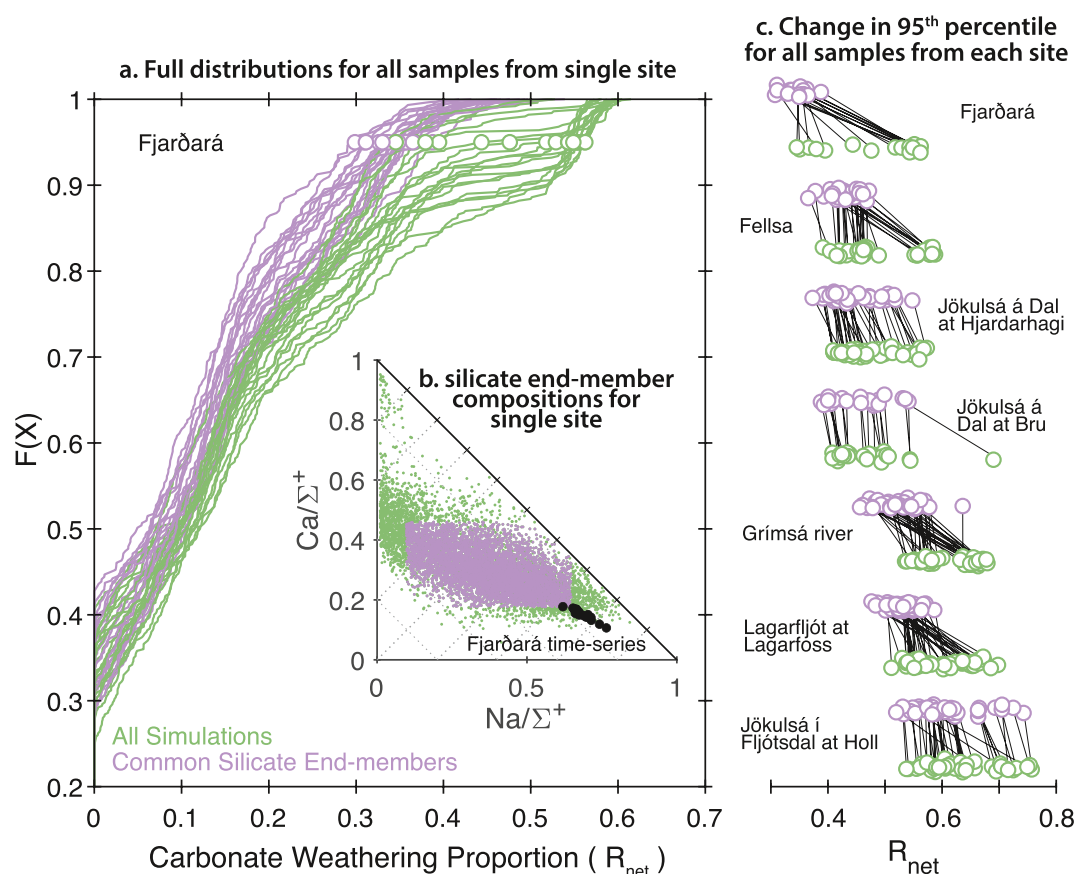 a. Full distributions for all samples from single site
Fjarðará
1
0.9
0.8
0.7
0.6
0.5
0.4
0.3
0.2
F(X)
0
0.1
0.2
0.3
0.4
0.5
0.6
0.7
Carbonate Weathering Proportion ( Rnet )
All Simulations
Common Silicate End-members
b. silicate end-member
compositions for
single site
1
0.8
0.6
0.4
0.2
0
Ca/Σ+
Fjarðará time-series
0
0.5
1
Na/Σ+
c. Change in 95th percentile
for all samples from each site
Fjarðará
Fellsa
Jökulsá á Dal
at Hjardarhagi
Jökulsá á
Dal at Bru
Grímsá river
Lagarfljót at
Lagarfoss
Jökulsá í
Fljótsdal at Holl
0.4
0.6
0.8
Rnet